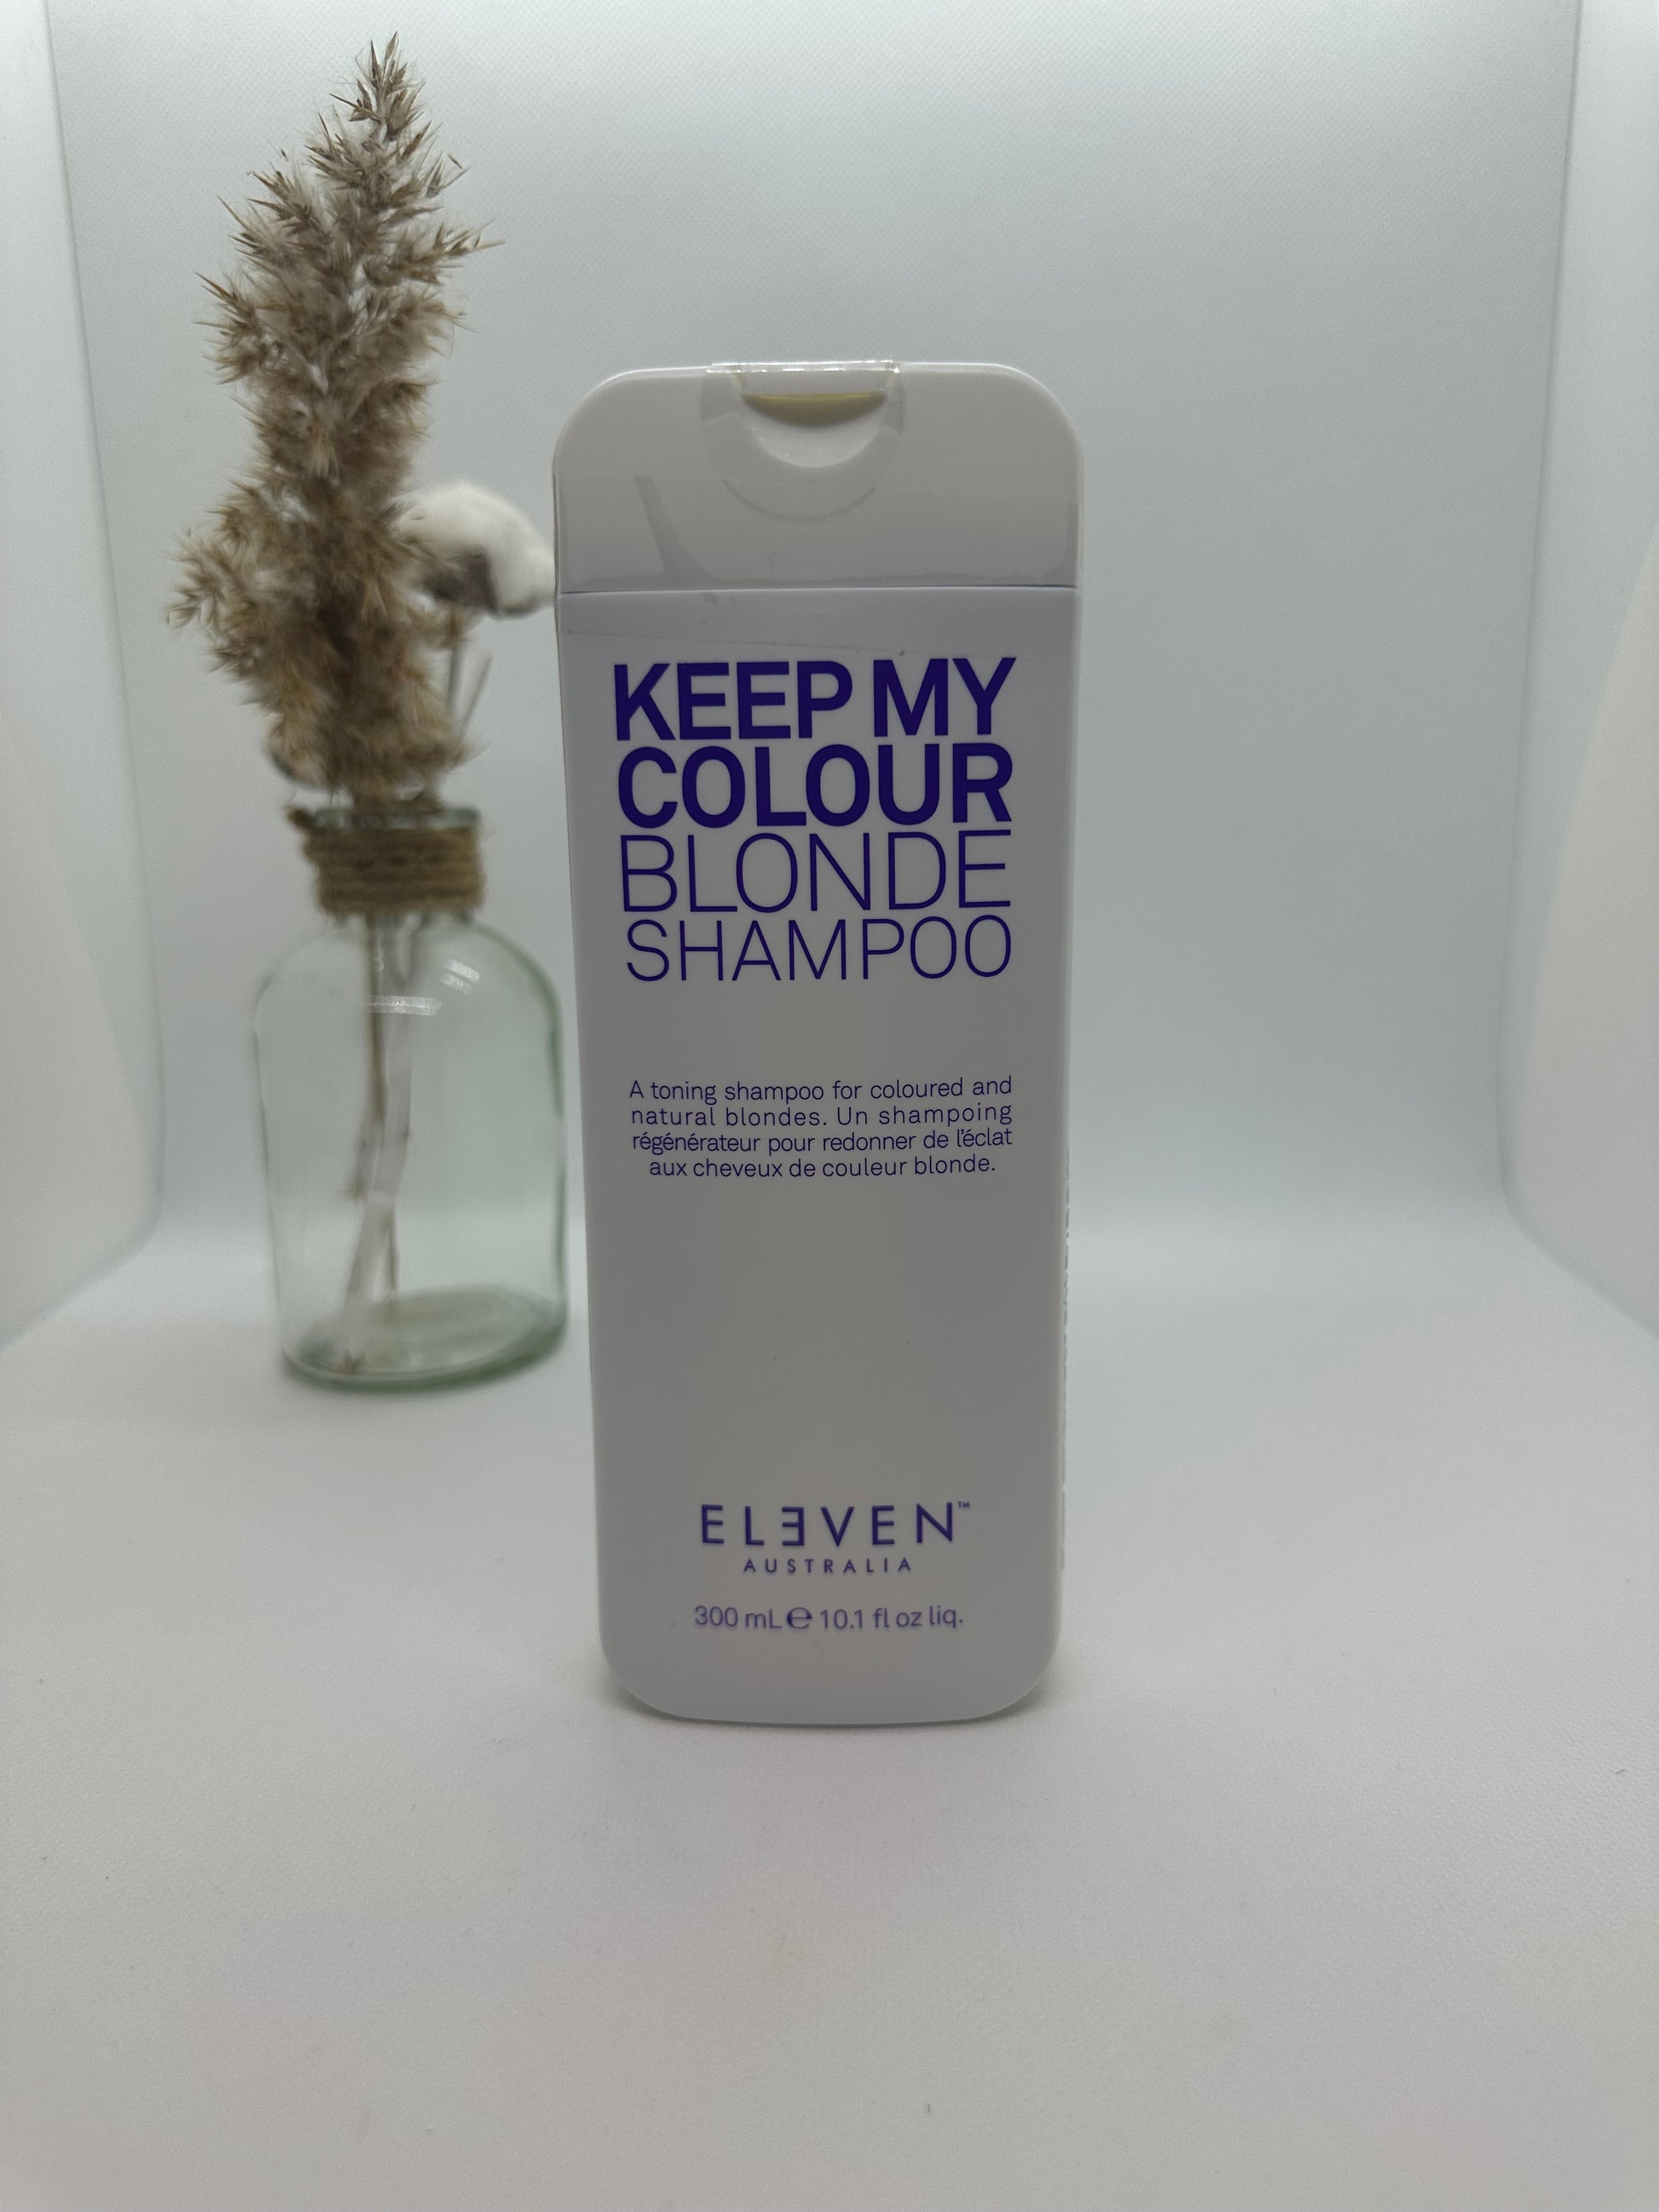 KEEP MY
COLOUR
BLONDE
SHAMPOO
A toning shampoo for coloured and
natural blondes. Un shampoing
régénérateur pour redonner de l'éclat
aux cheveux de couleur blonde.
ELEVEN™
AUSTRALIA
300 mL ℮ 10.1 fl oz liq.